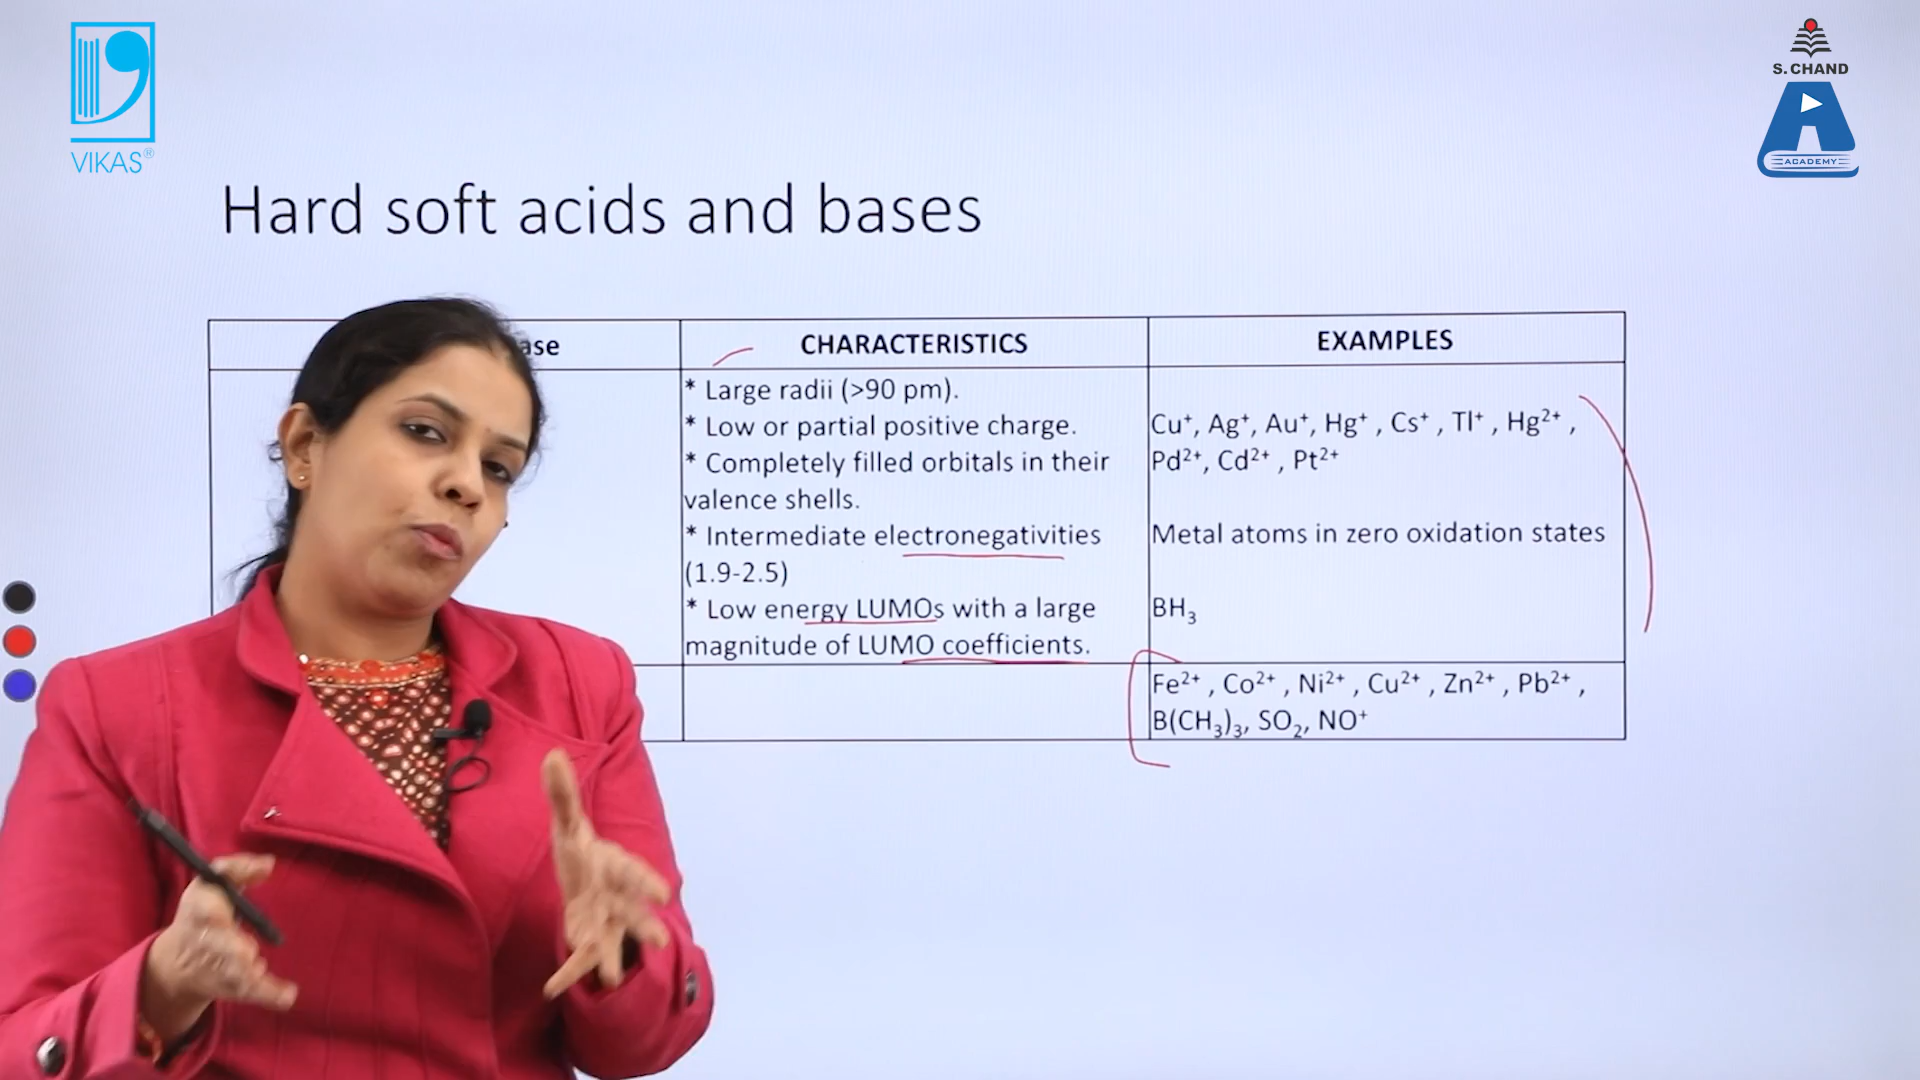 VIKAS®
S. CHAND
ACADEMY
Hard soft acids and bases
CHARACTERISTICS
EXAMPLES
* Large radii (>90 pm).
* Low or partial positive charge.
* Completely filled orbitals in their
valence shells.
* Intermediate electronegativities
(1.9-2.5)
* Low energy LUMOs with a large
magnitude of LUMO coefficients.
Cu⁺, Ag⁺, Au⁺, Hg⁺ , Cs⁺ , Tl⁺ , Hg²⁺ ,
Pd²⁺, Cd²⁺ , Pt²⁺
Metal atoms in zero oxidation states
BH₃
Fe²⁺ , Co²⁺ , Ni²⁺ , Cu²⁺ , Zn²⁺ , Pb²⁺ ,
B(CH₃)₃, SO₂, NO⁺